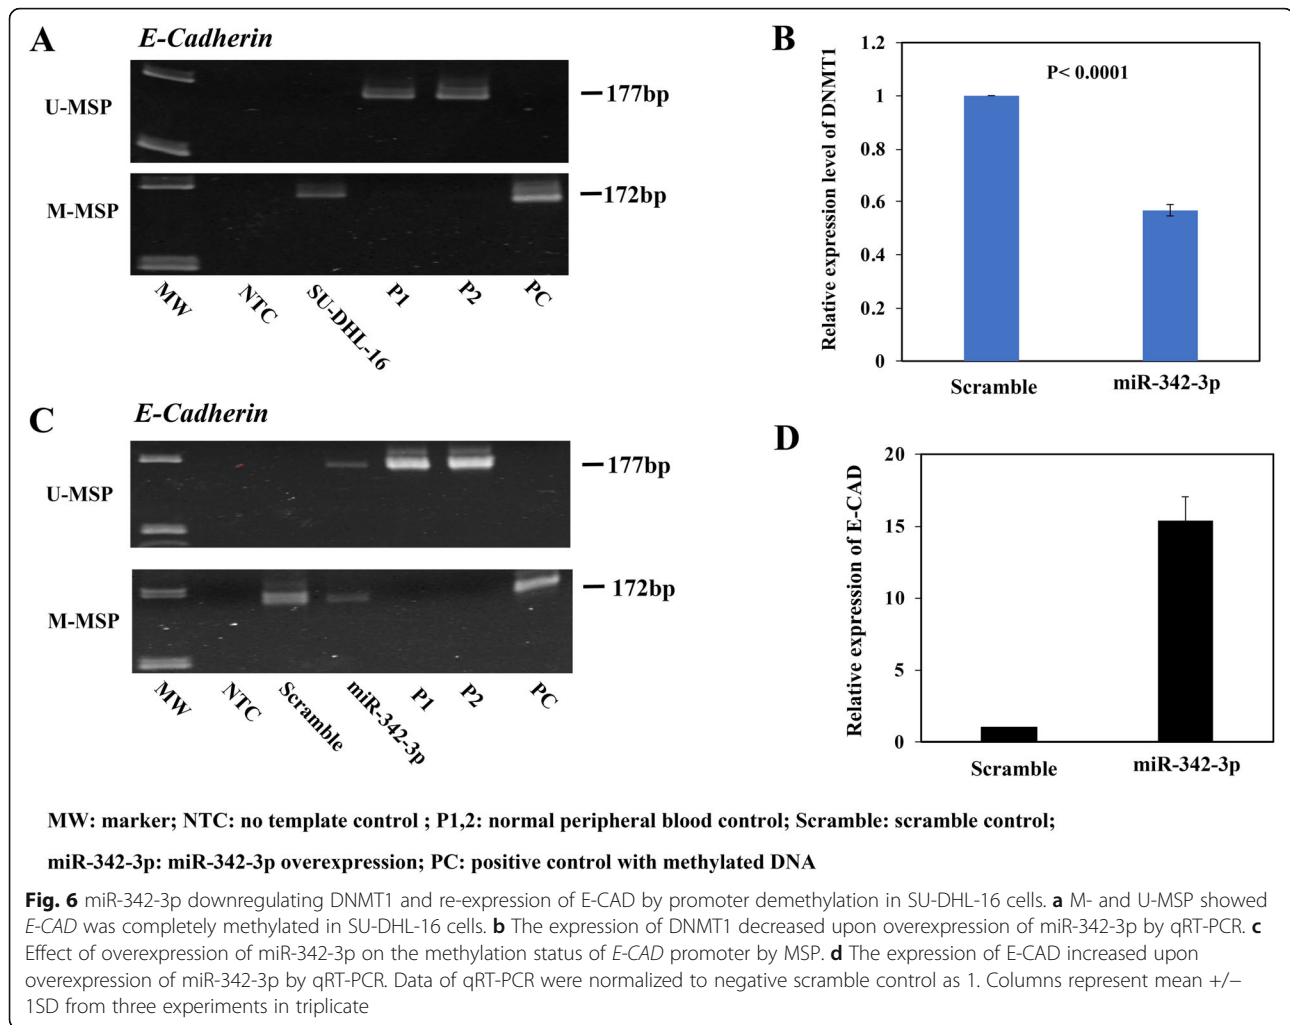 A
E-Cadherin
U-MSP
177bp
M-MSP
172bp
MW
NTC
SU-DHL-16
P1
P2
PC
B
Relative expression level of DNMT1
1.2
1
0.8
0.6
0.4
0.2
0
P< 0.0001
Scramble
miR-342-3p
C
E-Cadherin
U-MSP
177bp
M-MSP
172bp
MW
NTC
Scramble
miR-342-3p
P1
P2
PC
D
Relative expression of E-CAD
20
15
10
5
0
Scramble
miR-342-3p
MW: marker; NTC: no template control ; P1,2: normal peripheral blood control; Scramble: scramble control;
miR-342-3p: miR-342-3p overexpression; PC: positive control with methylated DNA
Fig. 6 miR-342-3p downregulating DNMT1 and re-expression of E-CAD by promoter demethylation in SU-DHL-16 cells. a M- and U-MSP showed
E-CAD was completely methylated in SU-DHL-16 cells. b The expression of DNMT1 decreased upon overexpression of miR-342-3p by qRT-PCR. c
Effect of overexpression of miR-342-3p on the methylation status of E-CAD promoter by MSP. d The expression of E-CAD increased upon
overexpression of miR-342-3p by qRT-PCR. Data of qRT-PCR were normalized to negative scramble control as 1. Columns represent mean +/−
1SD from three experiments in triplicate